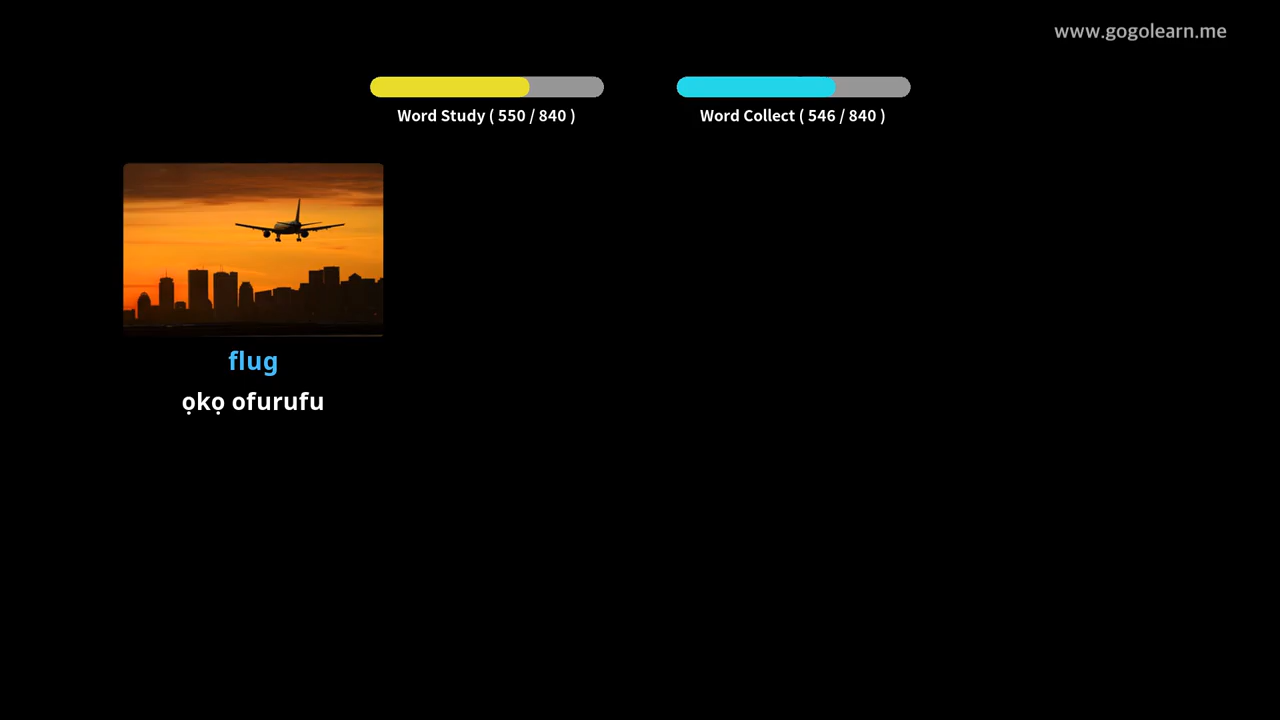 www.gogolearn.me
Word Study ( 550 / 840 )
Word Collect ( 546 / 840 )
flug
ọkọ ofurufu